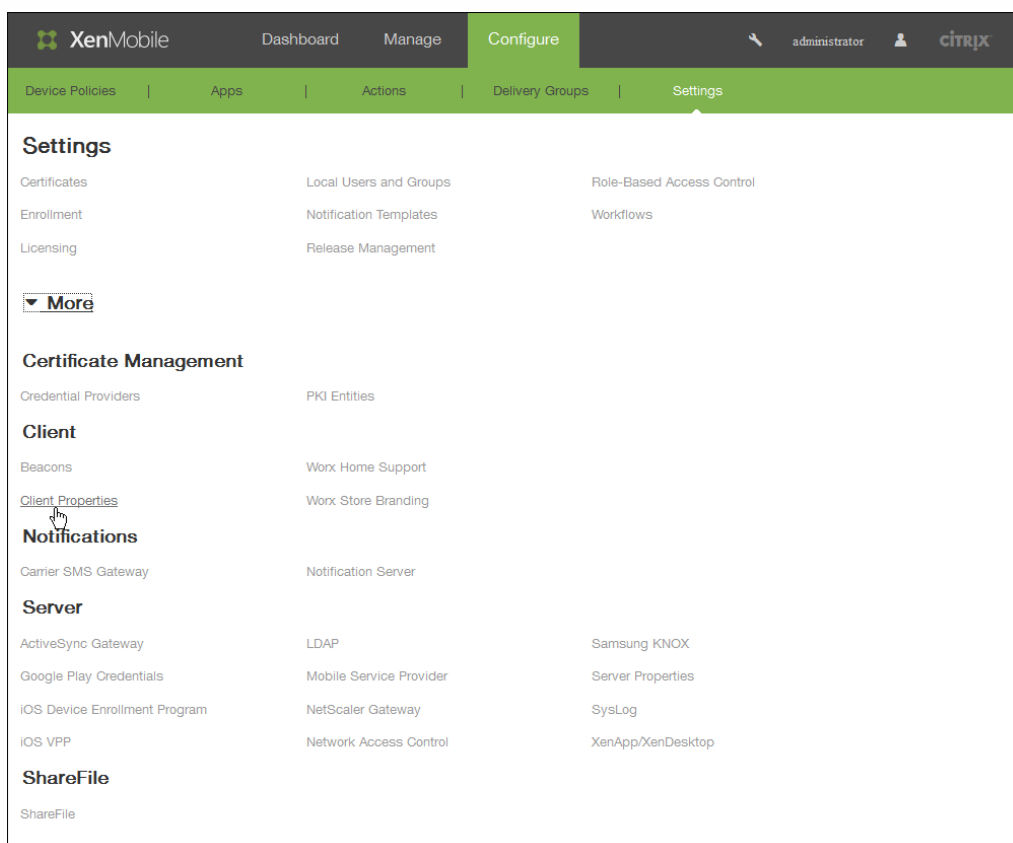 XenMobile Dashboard Manage Configure administrator CİTRIX
Device Policies | Apps | Actions | Delivery Groups | Settings
Settings
Certificates Local Users and Groups Role-Based Access Control
Enrollment Notification Templates Workflows
Licensing Release Management
More
Certificate Management
Credential Providers PKI Entities
Client
Beacons Worx Home Support
Client Properties Worx Store Branding
Notifications
Carrier SMS Gateway Notification Server
Server
ActiveSync Gateway LDAP Samsung KNOX
Google Play Credentials Mobile Service Provider Server Properties
iOS Device Enrollment Program NetScaler Gateway SysLog
iOS VPP Network Access Control XenApp/XenDesktop
ShareFile
ShareFile